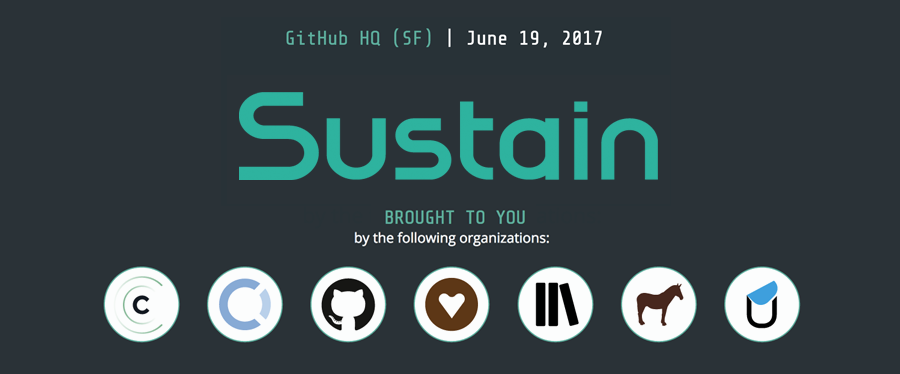 GitHub HQ (SF) | June 19, 2017
Sustain
BROUGHT TO YOU
by the following organizations:
C